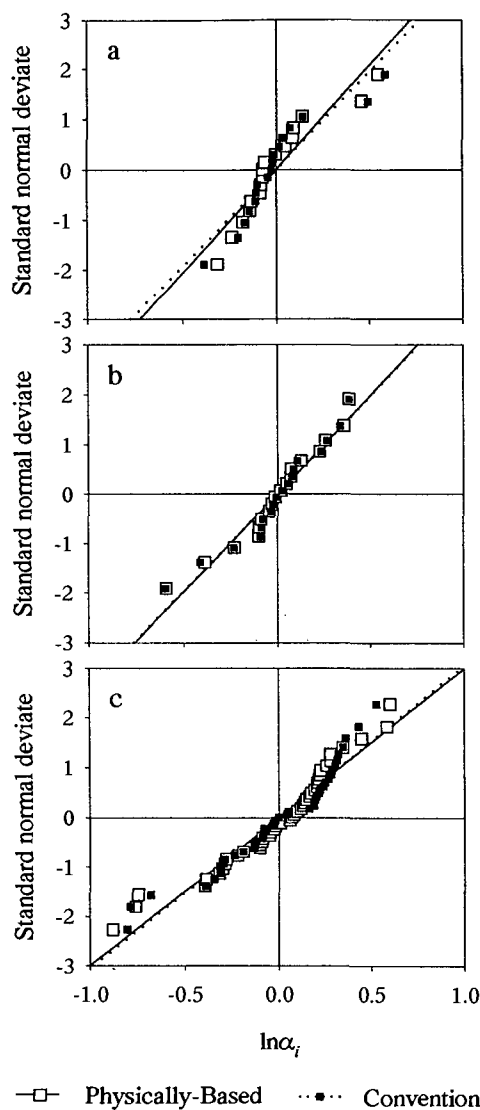 3
a
2
1
0
-1
-2
-3
Standard normal deviate
3
b
2
1
0
-1
-2
-3
Standard normal deviate
3
c
2
1
0
-1
-2
-3
Standard normal deviate
-1.0 -0.5 0.0 0.5 1.0
lnαi
Physically-Based Convention